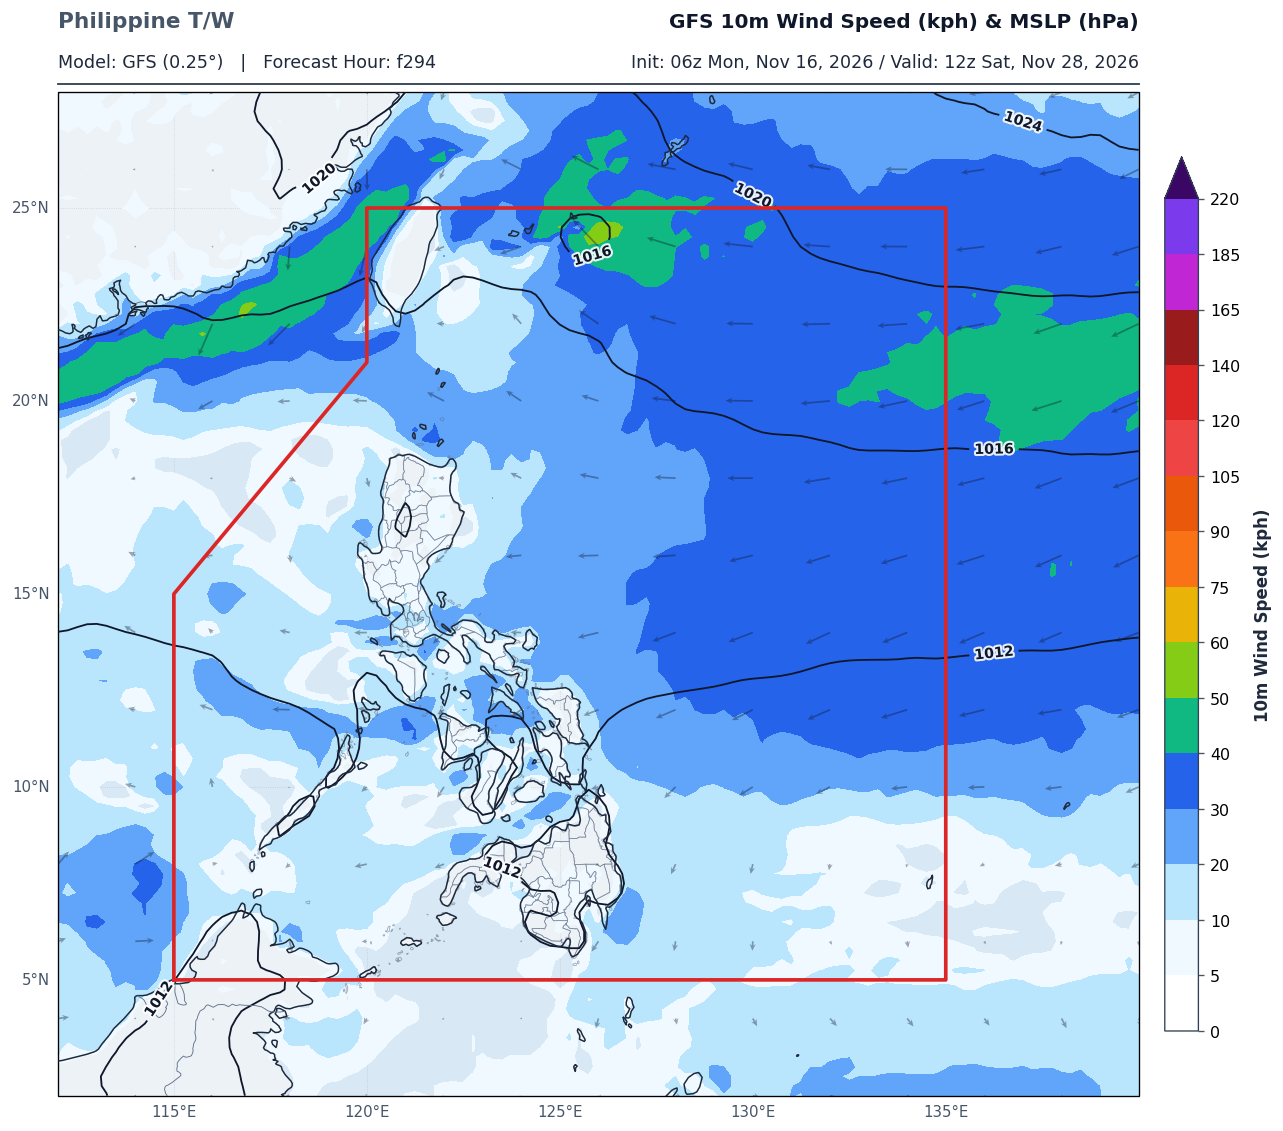 Philippine T/W
GFS 10m Wind Speed (kph) & MSLP (hPa)
Model: GFS (0.25°)   |   Forecast Hour: f294
Init: 06z Mon, Nov 16, 2026 / Valid: 12z Sat, Nov 28, 2026
1024
1020
1020
1016
1016
1012
1012
1012
25°N
20°N
15°N
10°N
5°N
115°E
120°E
125°E
130°E
135°E
220
185
165
140
120
105
90
75
60
50
40
30
20
10
5
0
10m Wind Speed (kph)